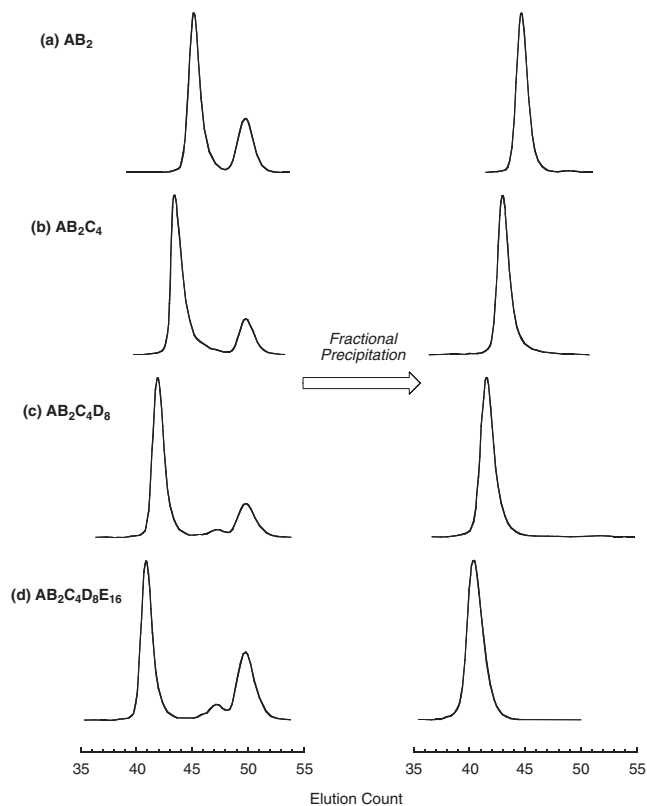 (a) AB₂
(b) AB₂C₄
Fractional
Precipitation
(c) AB₂C₄D₈
(d) AB₂C₄D₈E₁₆
35 40 45 50 55 35 40 45 50 55
Elution Count